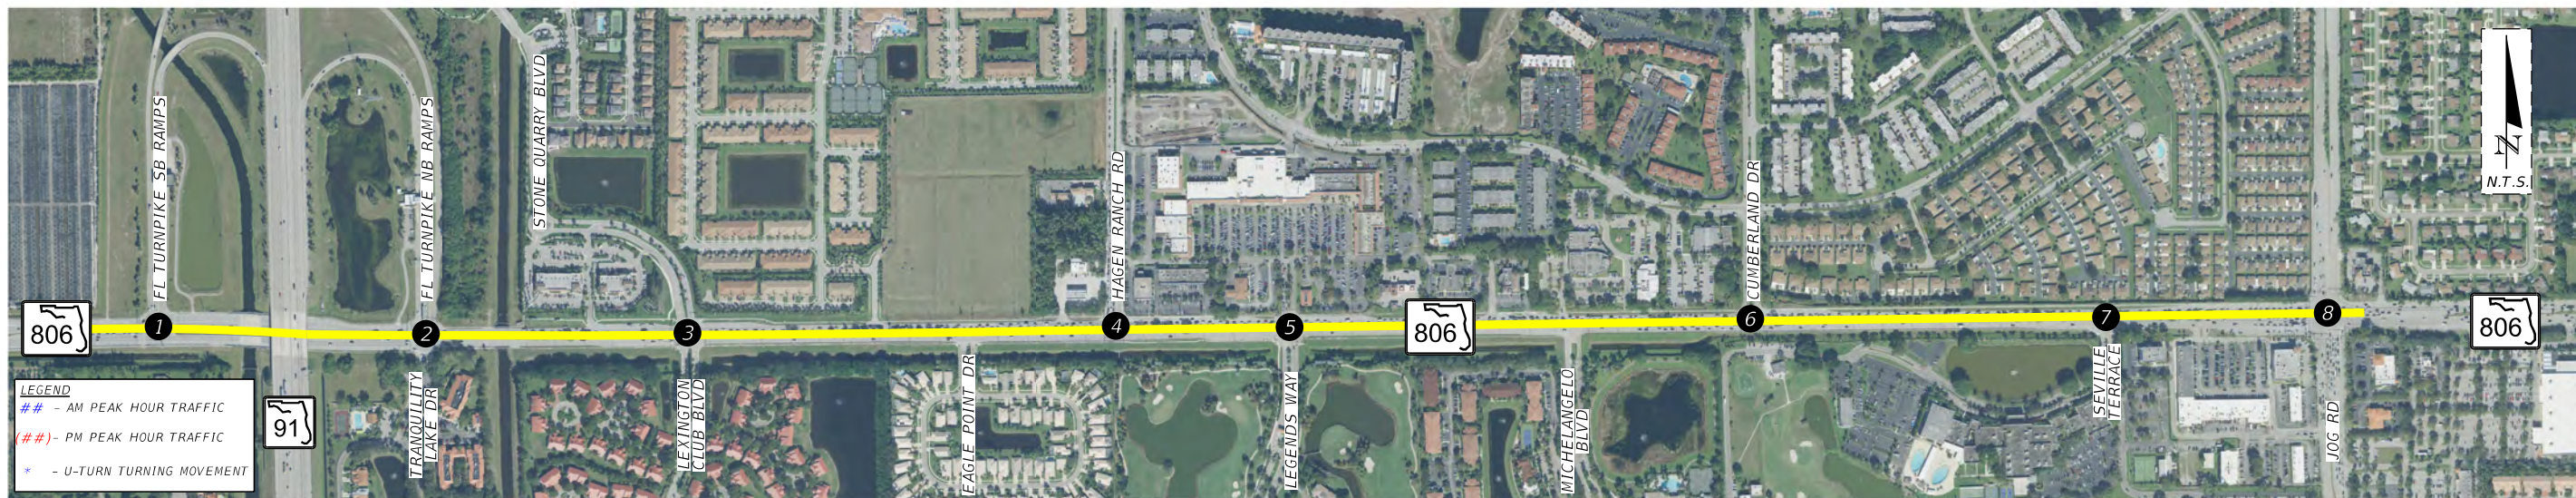 FL TURNPIKE SB RAMPS
FL TURNPIKE NB RAMPS
STONE QUARRY BLVD
HAGEN RANCH RD
CUMBERLAND DR
N
N.T.S.
806
1
2
3
4
5
806
6
7
8
806
LEGEND
## - AM PEAK HOUR TRAFFIC
(##)- PM PEAK HOUR TRAFFIC
* - U-TURN TURNING MOVEMENT
91
TRANQUILITY
LAKE DR
LEXINGTON
CLUB BLVD
EAGLE POINT DR
LEGENDS WAY
MICHELANGELO
BLVD
SEVILLE
TERRACE
JOG RD